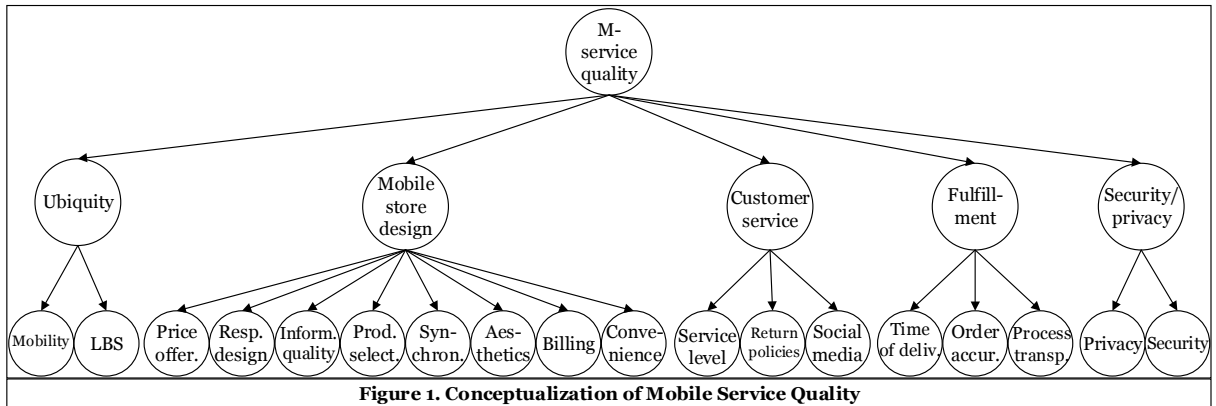 M-
service
quality
Ubiquity
Mobile
store
design
Customer
service
Fulfill-
ment
Security/
privacy
Mobility
LBS
Price
offer.
Resp.
design
Inform.
quality
Prod.
select.
Syn-
chron.
Aes-
thetics
Billing
Conve-
nience
Service
level
Return
policies
Social
media
Time
of deliv.
Order
accur.
Process
transp.
Privacy
Security
Figure 1. Conceptualization of Mobile Service Quality